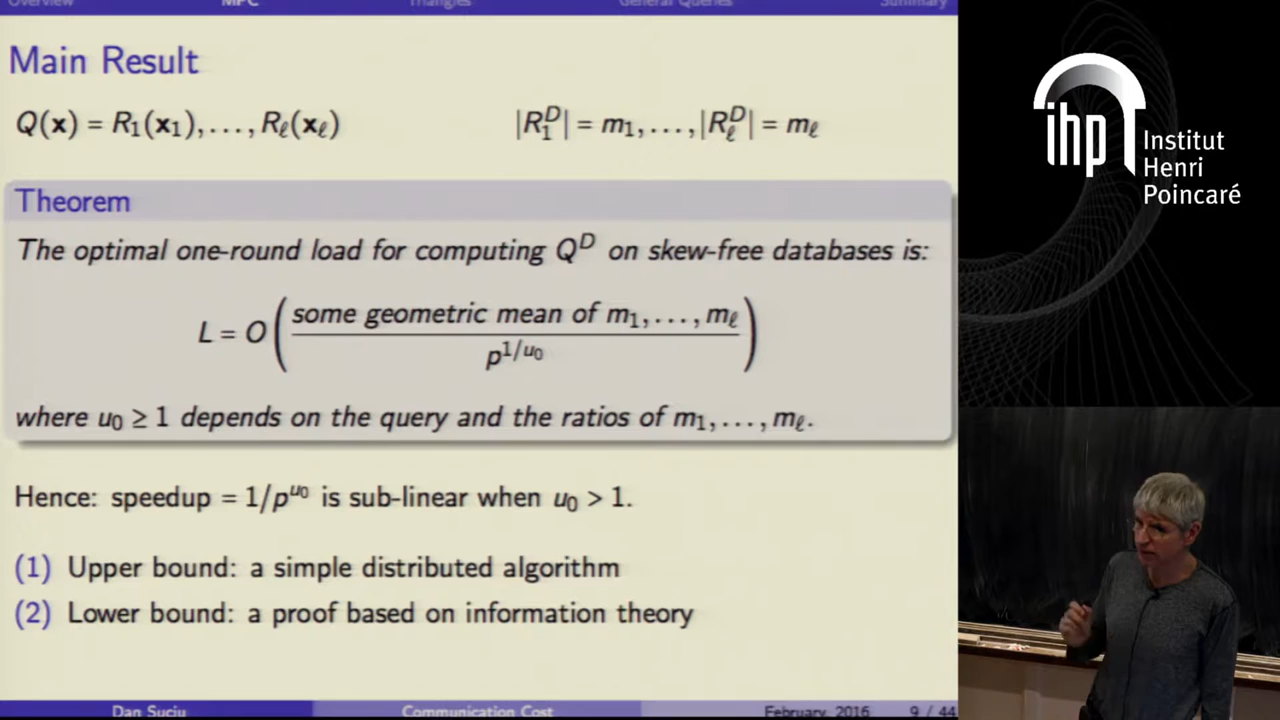 Overview MPC Triangles General Queries Summary
Main Result
Q(x) = R₁(x₁), . . . , Rℓ(xℓ) |R₁ᴰ| = m₁, . . . , |Rℓᴰ| = mℓ
Theorem
The optimal one-round load for computing Qᴰ on skew-free databases is:
L = O ( some geometric mean of m₁, . . . , mℓ / p^{1/u₀} )
where u₀ ≥ 1 depends on the query and the ratios of m₁, . . . , mℓ.
Hence: speedup = 1/p^{u₀} is sub-linear when u₀ > 1.
(1) Upper bound: a simple distributed algorithm
(2) Lower bound: a proof based on information theory
Dan Suciu Communication Cost February, 2016 9 / 44
ihp
Institut
Henri
Poincaré